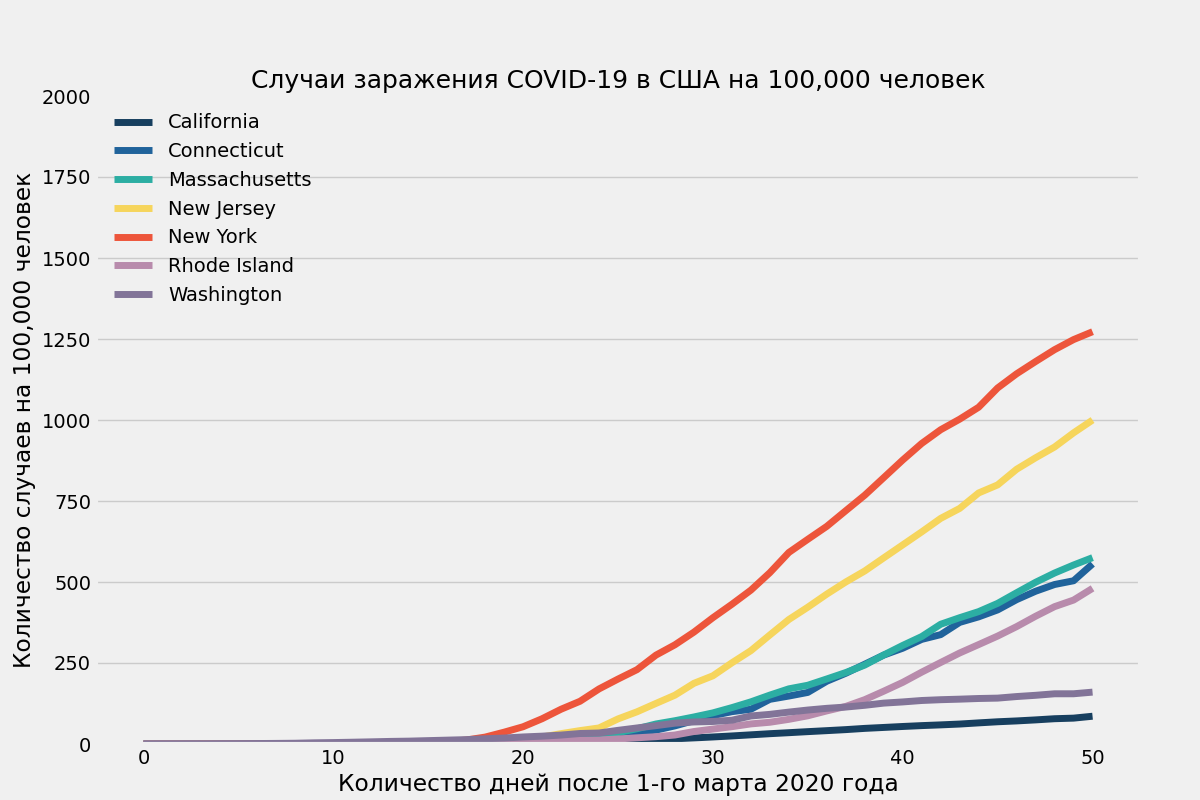 Случаи заражения COVID-19 в США на 100,000 человек
Количество случаев на 100,000 человек
2000
1750
1500
1250
1000
750
500
250
0
California
Connecticut
Massachusetts
New Jersey
New York
Rhode Island
Washington
0 10 20 30 40 50
Количество дней после 1-го марта 2020 года